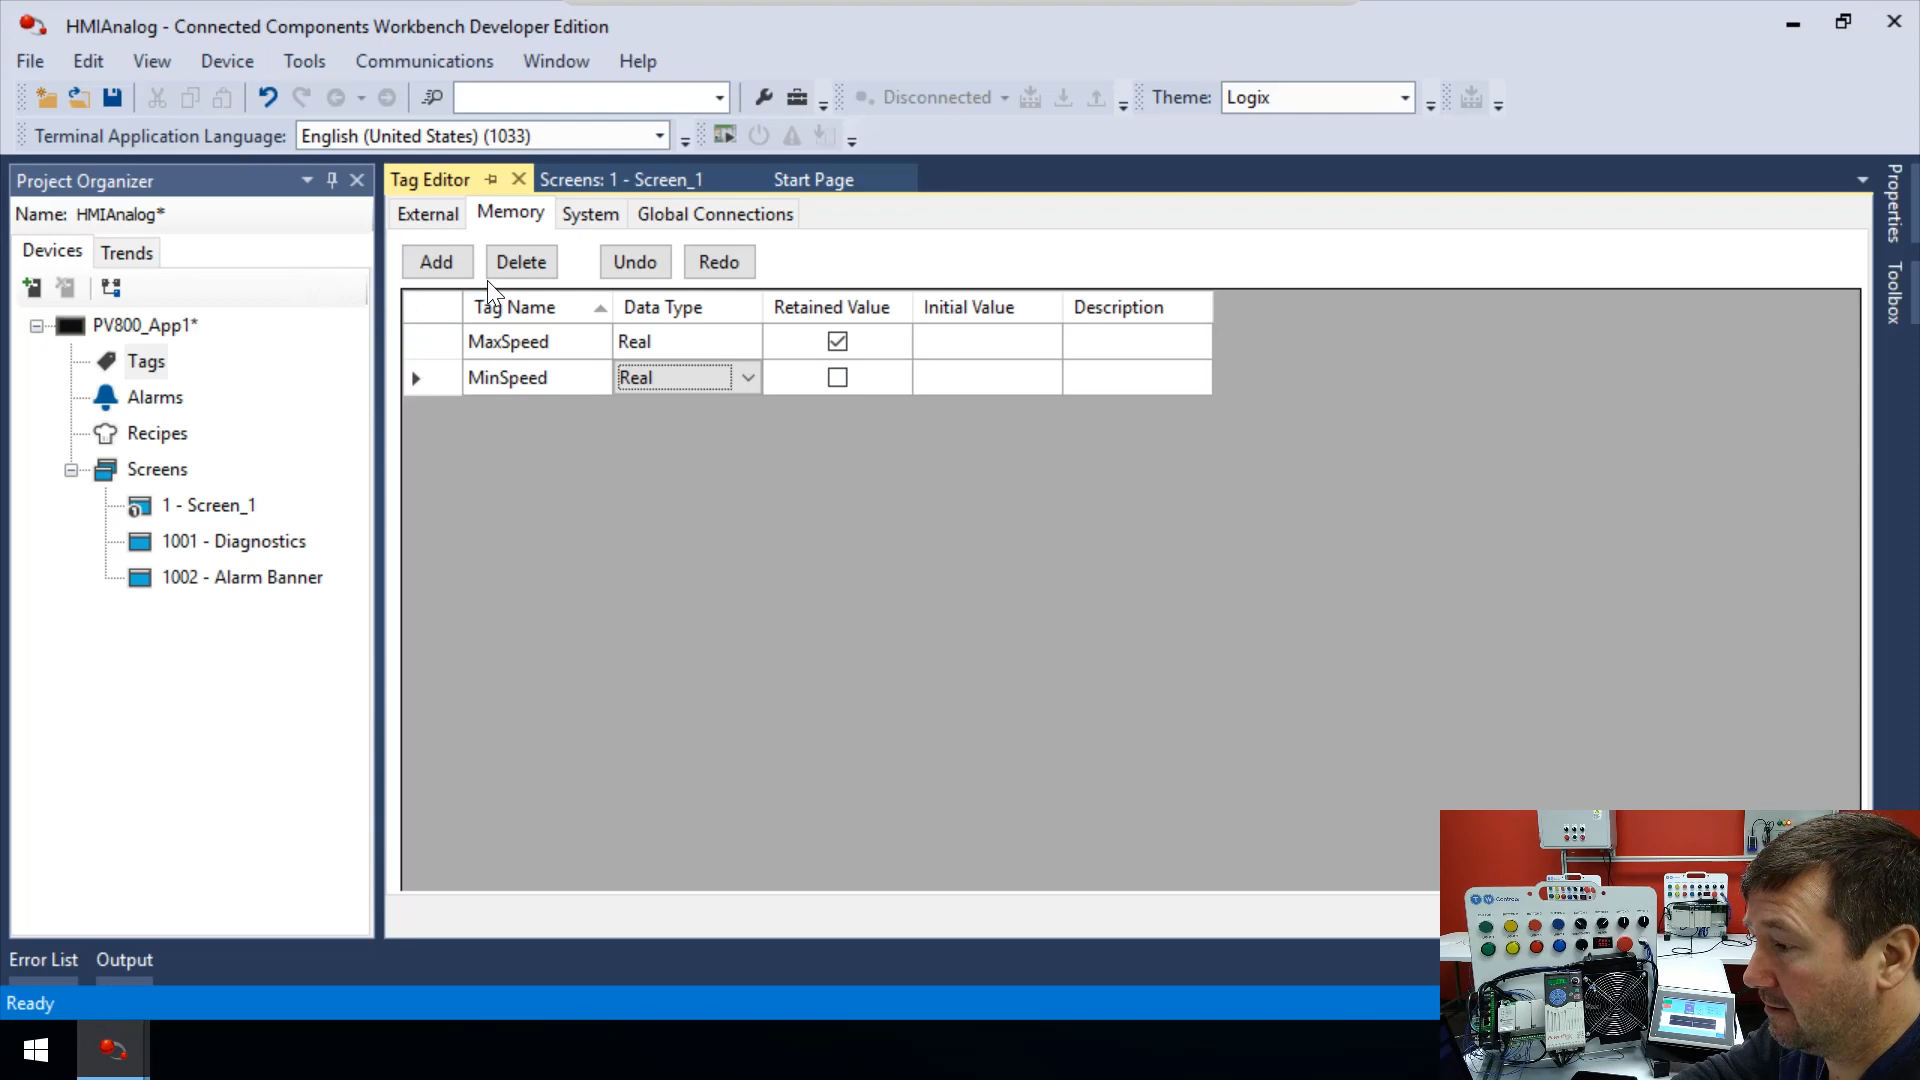 HMIAnalog - Connected Components Workbench Developer Edition
File Edit View Device Tools Communications Window Help
Disconnected Theme: Logix
Terminal Application Language: English (United States) (1033)
Project Organizer
Name: HMIAnalog*
Devices Trends
PV800_App1*
Tags
Alarms
Recipes
Screens
1 - Screen_1
1001 - Diagnostics
1002 - Alarm Banner
Tag Editor Screens: 1 - Screen_1 Start Page
External Memory System Global Connections
Add Delete Undo Redo
Tag Name Data Type Retained Value Initial Value Description
MaxSpeed Real
MinSpeed Real
Properties
Toolbox
Error List Output
Ready
TW Controls